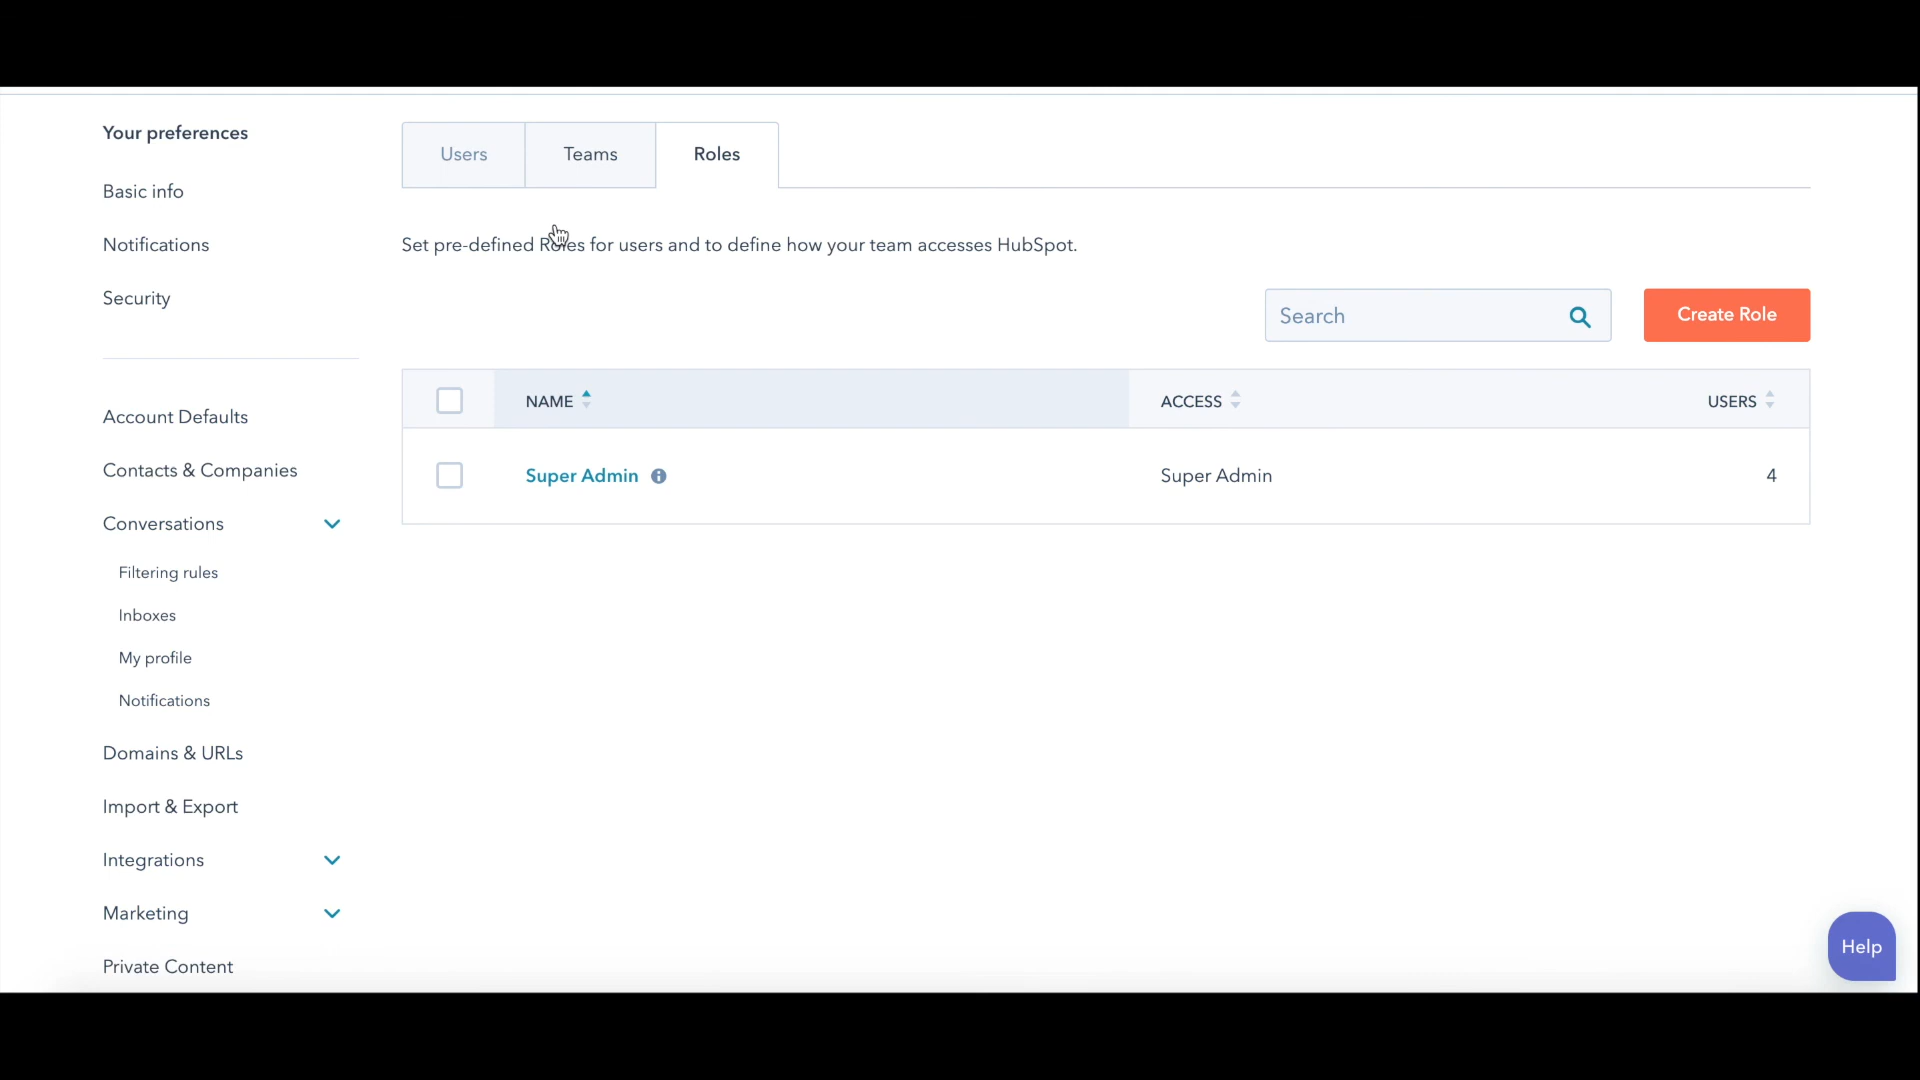 Your preferences
Basic info
Notifications
Security
Account Defaults
Contacts & Companies
Conversations
Filtering rules
Inboxes
My profile
Notifications
Domains & URLs
Import & Export
Integrations
Marketing
Private Content
Users Teams Roles
Set pre-defined Roles for users and to define how your team accesses HubSpot.
Search Create Role
NAME ACCESS USERS
Super Admin Super Admin 4
Help